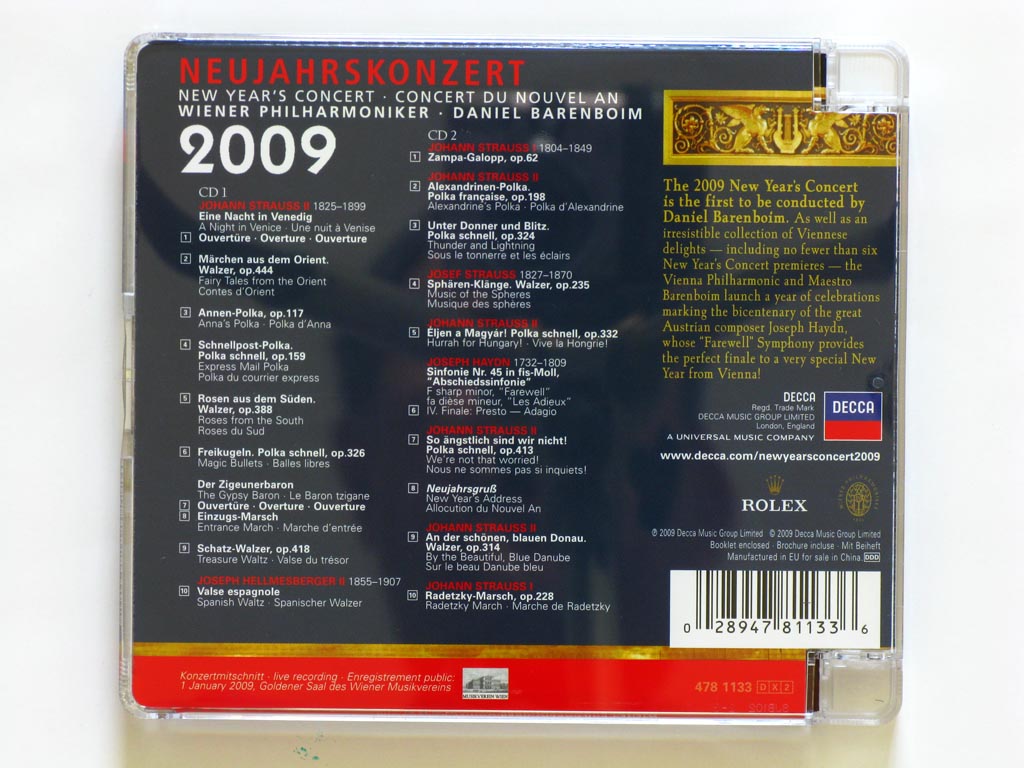 NEUJAHRSKONZERT
NEW YEAR'S CONCERT · CONCERT DU NOUVEL AN
WIENER PHILHARMONIKER · DANIEL BARENBOIM
2009
CD 1
JOHANN STRAUSS II 1825–1899
Eine Nacht in Venedig
A Night in Venice · Une nuit à Venise
1 Ouvertüre · Overture · Ouverture
2 Märchen aus dem Orient.
Walzer, op.444
Fairy Tales from the Orient
Contes d'Orient
3 Annen-Polka, op.117
Anna's Polka · Polka d'Anna
4 Schnellpost-Polka.
Polka schnell, op.159
Express Mail Polka
Polka du courrier express
5 Rosen aus dem Süden.
Walzer, op.388
Roses from the South
Roses du Sud
6 Freikugeln. Polka schnell, op.326
Magic Bullets · Balles libres
Der Zigeunerbaron
The Gypsy Baron · Le Baron tzigane
7 Ouvertüre · Overture · Ouverture
8 Einzugs-Marsch
Entrance March · Marche d'entrée
9 Schatz-Walzer, op.418
Treasure Waltz · Valse du trésor
JOSEPH HELLMESBERGER II 1855–1907
10 Valse espagnole
Spanish Waltz · Spanischer Walzer
CD 2
JOHANN STRAUSS I 1804–1849
1 Zampa-Galopp, op.62
JOHANN STRAUSS II
2 Alexandrinen-Polka.
Polka française, op.198
Alexandrine's Polka · Polka d'Alexandrine
3 Unter Donner und Blitz.
Polka schnell, op.324
Thunder and Lightning
Sous le tonnerre et les éclairs
JOSEF STRAUSS 1827–1870
4 Sphären-Klänge. Walzer, op.235
Music of the Spheres
Musique des sphères
JOHANN STRAUSS II
5 Éljen a Magyár! Polka schnell, op.332
Hurrah for Hungary! · Vive la Hongrie!
JOSEPH HAYDN 1732–1809
Sinfonie Nr. 45 in fis-Moll,
"Abschiedssinfonie"
F sharp minor, "Farewell"
fa dièse mineur, "Les Adieux"
6 IV. Finale: Presto — Adagio
JOHANN STRAUSS II
7 So ängstlich sind wir nicht!
Polka schnell, op.413
We're not that worried!
Nous ne sommes pas si inquiets!
8 Neujahrsgruß
New Year's Address
Allocution du Nouvel An
JOHANN STRAUSS II
9 An der schönen, blauen Donau.
Walzer, op.314
By the Beautiful, Blue Danube
Sur le beau Danube bleu
JOHANN STRAUSS I
10 Radetzky-Marsch, op.228
Radetzky March · Marche de Radetzky
The 2009 New Year's Concert
is the first to be conducted by
Daniel Barenboim. As well as an
irresistible collection of Viennese
delights — including no fewer than six
New Year's Concert premieres — the
Vienna Philharmonic and Maestro
Barenboim launch a year of celebrations
marking the bicentenary of the great
Austrian composer Joseph Haydn,
whose "Farewell" Symphony provides
the perfect finale to a very special New
Year from Vienna!
DECCA
Regd. Trade Mark
DECCA MUSIC GROUP LIMITED
London, England
A UNIVERSAL MUSIC COMPANY
DECCA
www.decca.com/newyearsconcert2009
ROLEX
℗ 2009 Decca Music Group Limited © 2009 Decca Music Group Limited
Booklet enclosed · Brochure incluse · Mit Beiheft
Manufactured in EU for sale in China. DDD
0 28947 81133 6
Konzertmitschnitt · live recording · Enregistrement public:
1 January 2009, Goldener Saal des Wiener Musikvereins
MUSIKVEREIN WIEN
478 1133 DX2